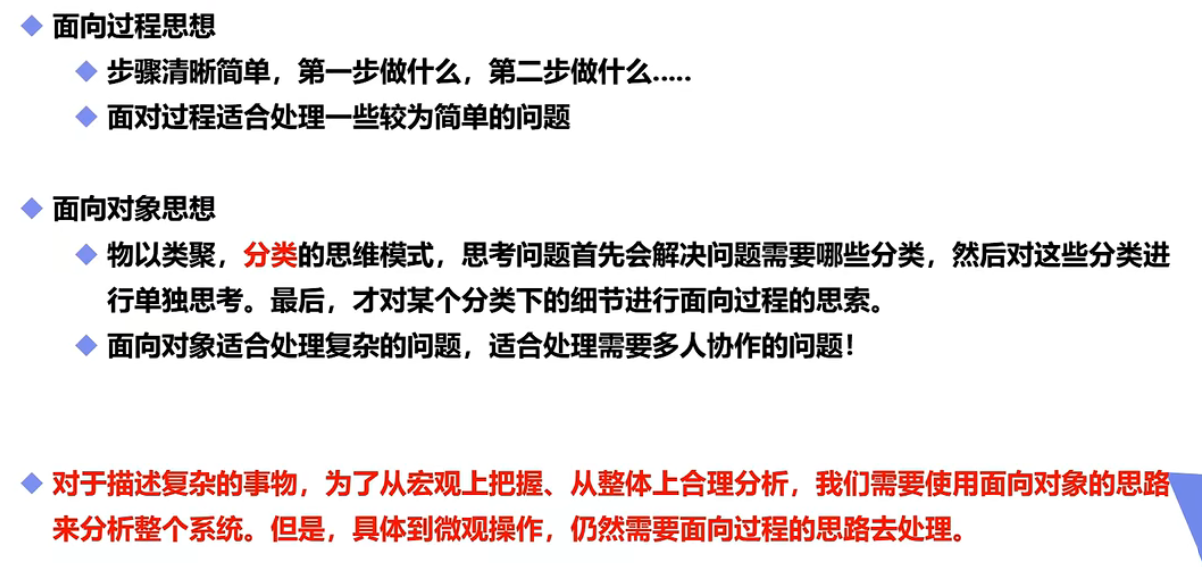 面向过程思想
步骤清晰简单，第一步做什么，第二步做什么.....
面对过程适合处理一些较为简单的问题
面向对象思想
物以类聚，分类的思维模式，思考问题首先会解决问题需要哪些分类，然后对这些分类进
行单独思考。最后，才对某个分类下的细节进行面向过程的思索。
面向对象适合处理复杂的问题，适合处理需要多人协作的问题！
对于描述复杂的事物，为了从宏观上把握、从整体上合理分析，我们需要使用面向对象的思路
来分析整个系统。但是，具体到微观操作，仍然需要面向过程的思路去处理。